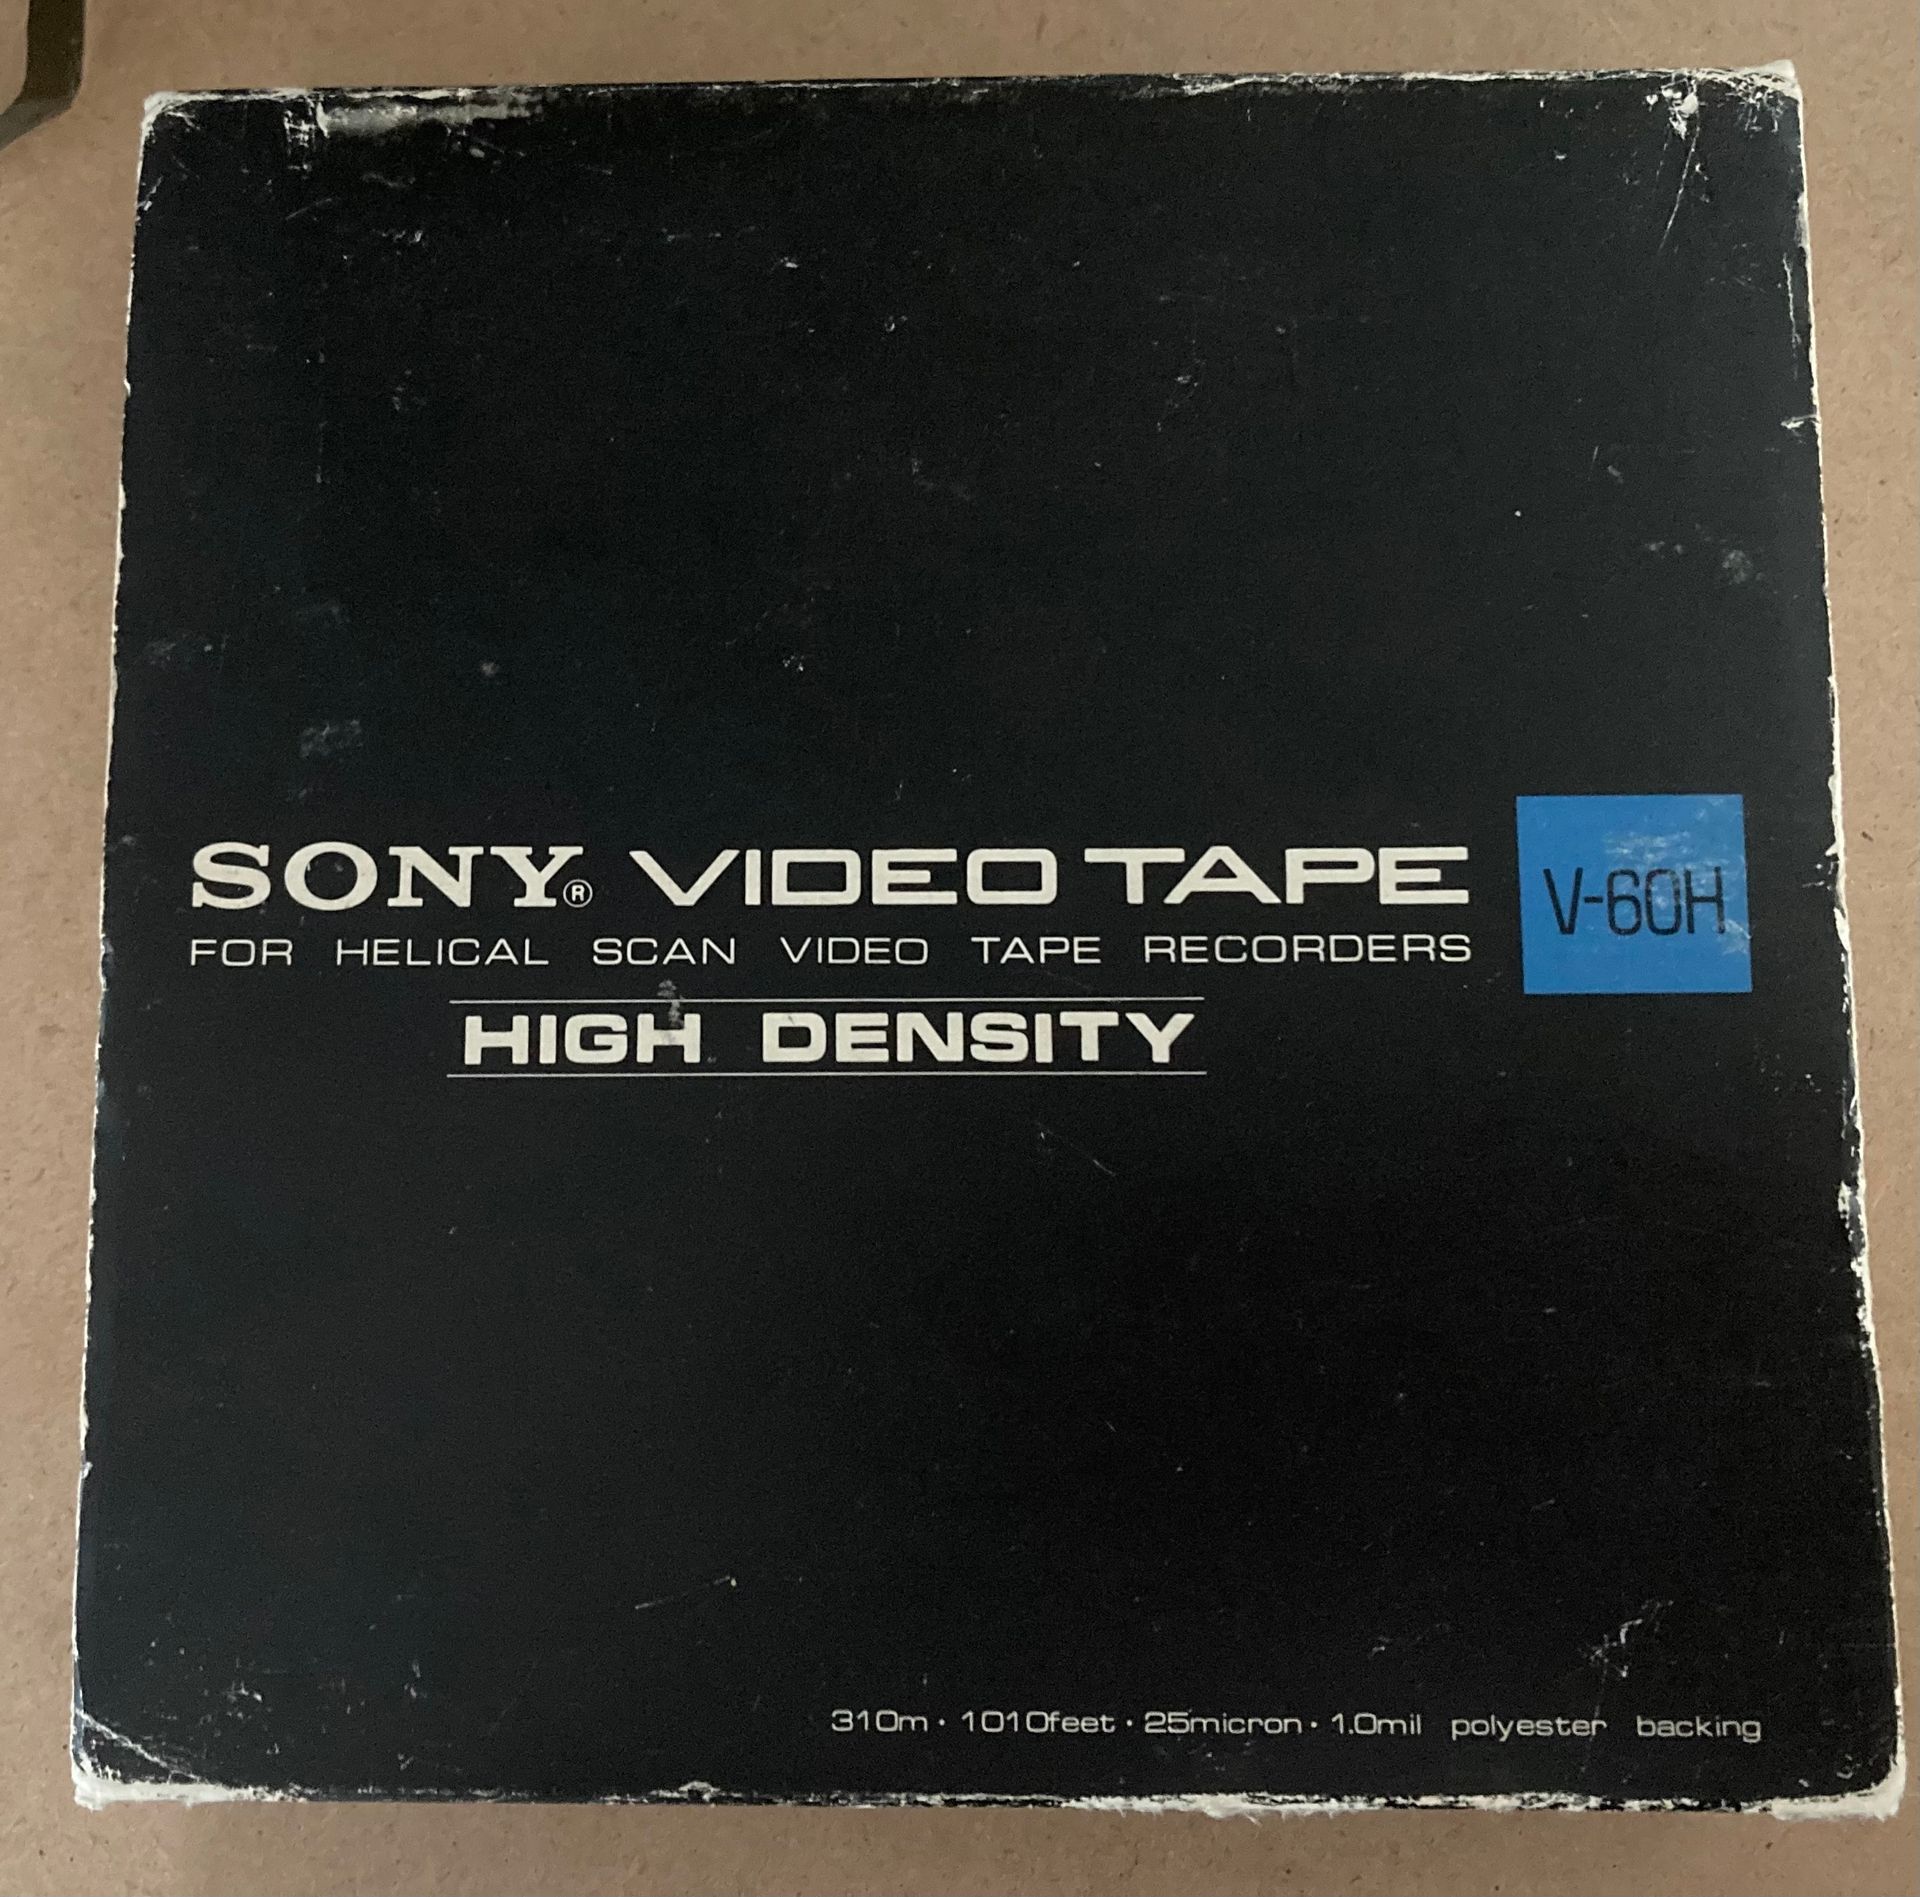 SONY® VIDEO TAPE
V-60H
FOR HELICAL SCAN VIDEO TAPE RECORDERS
HIGH DENSITY
310m · 1010feet · 25micron · 1.0mil polyester backing